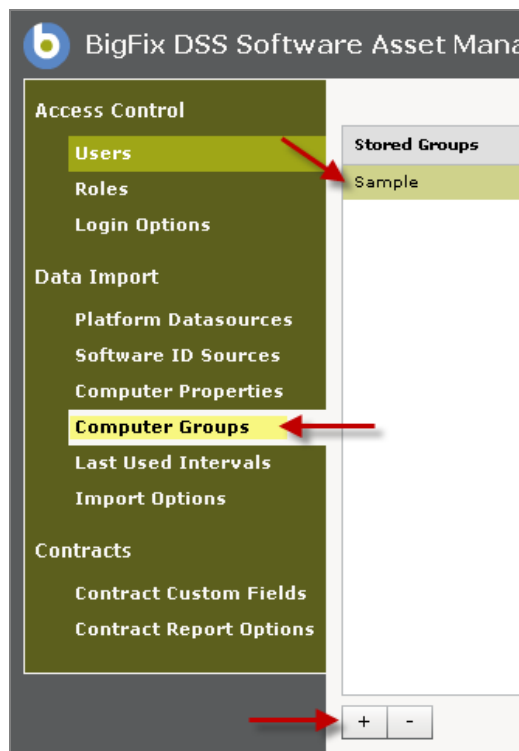 BigFix DSS Software Asset Mana
Access Control
Users
Roles
Login Options
Data Import
Platform Datasources
Software ID Sources
Computer Properties
Computer Groups
Last Used Intervals
Import Options
Contracts
Contract Custom Fields
Contract Report Options
Stored Groups
Sample
+ -